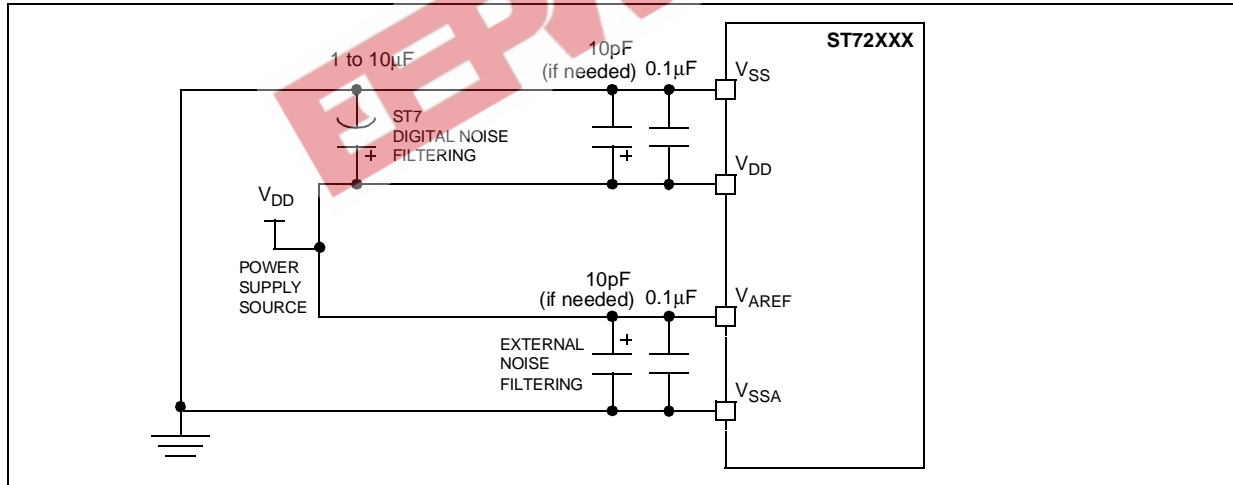 ST72XXX
1 to 10μF
10pF
(if needed)
0.1μF
VSS
ST7
DIGITAL NOISE
FILTERING
+
+
VDD
VDD
POWER
SUPPLY
SOURCE
10pF
(if needed)
0.1μF
VAREF
EXTERNAL
NOISE
FILTERING
+
VSSA